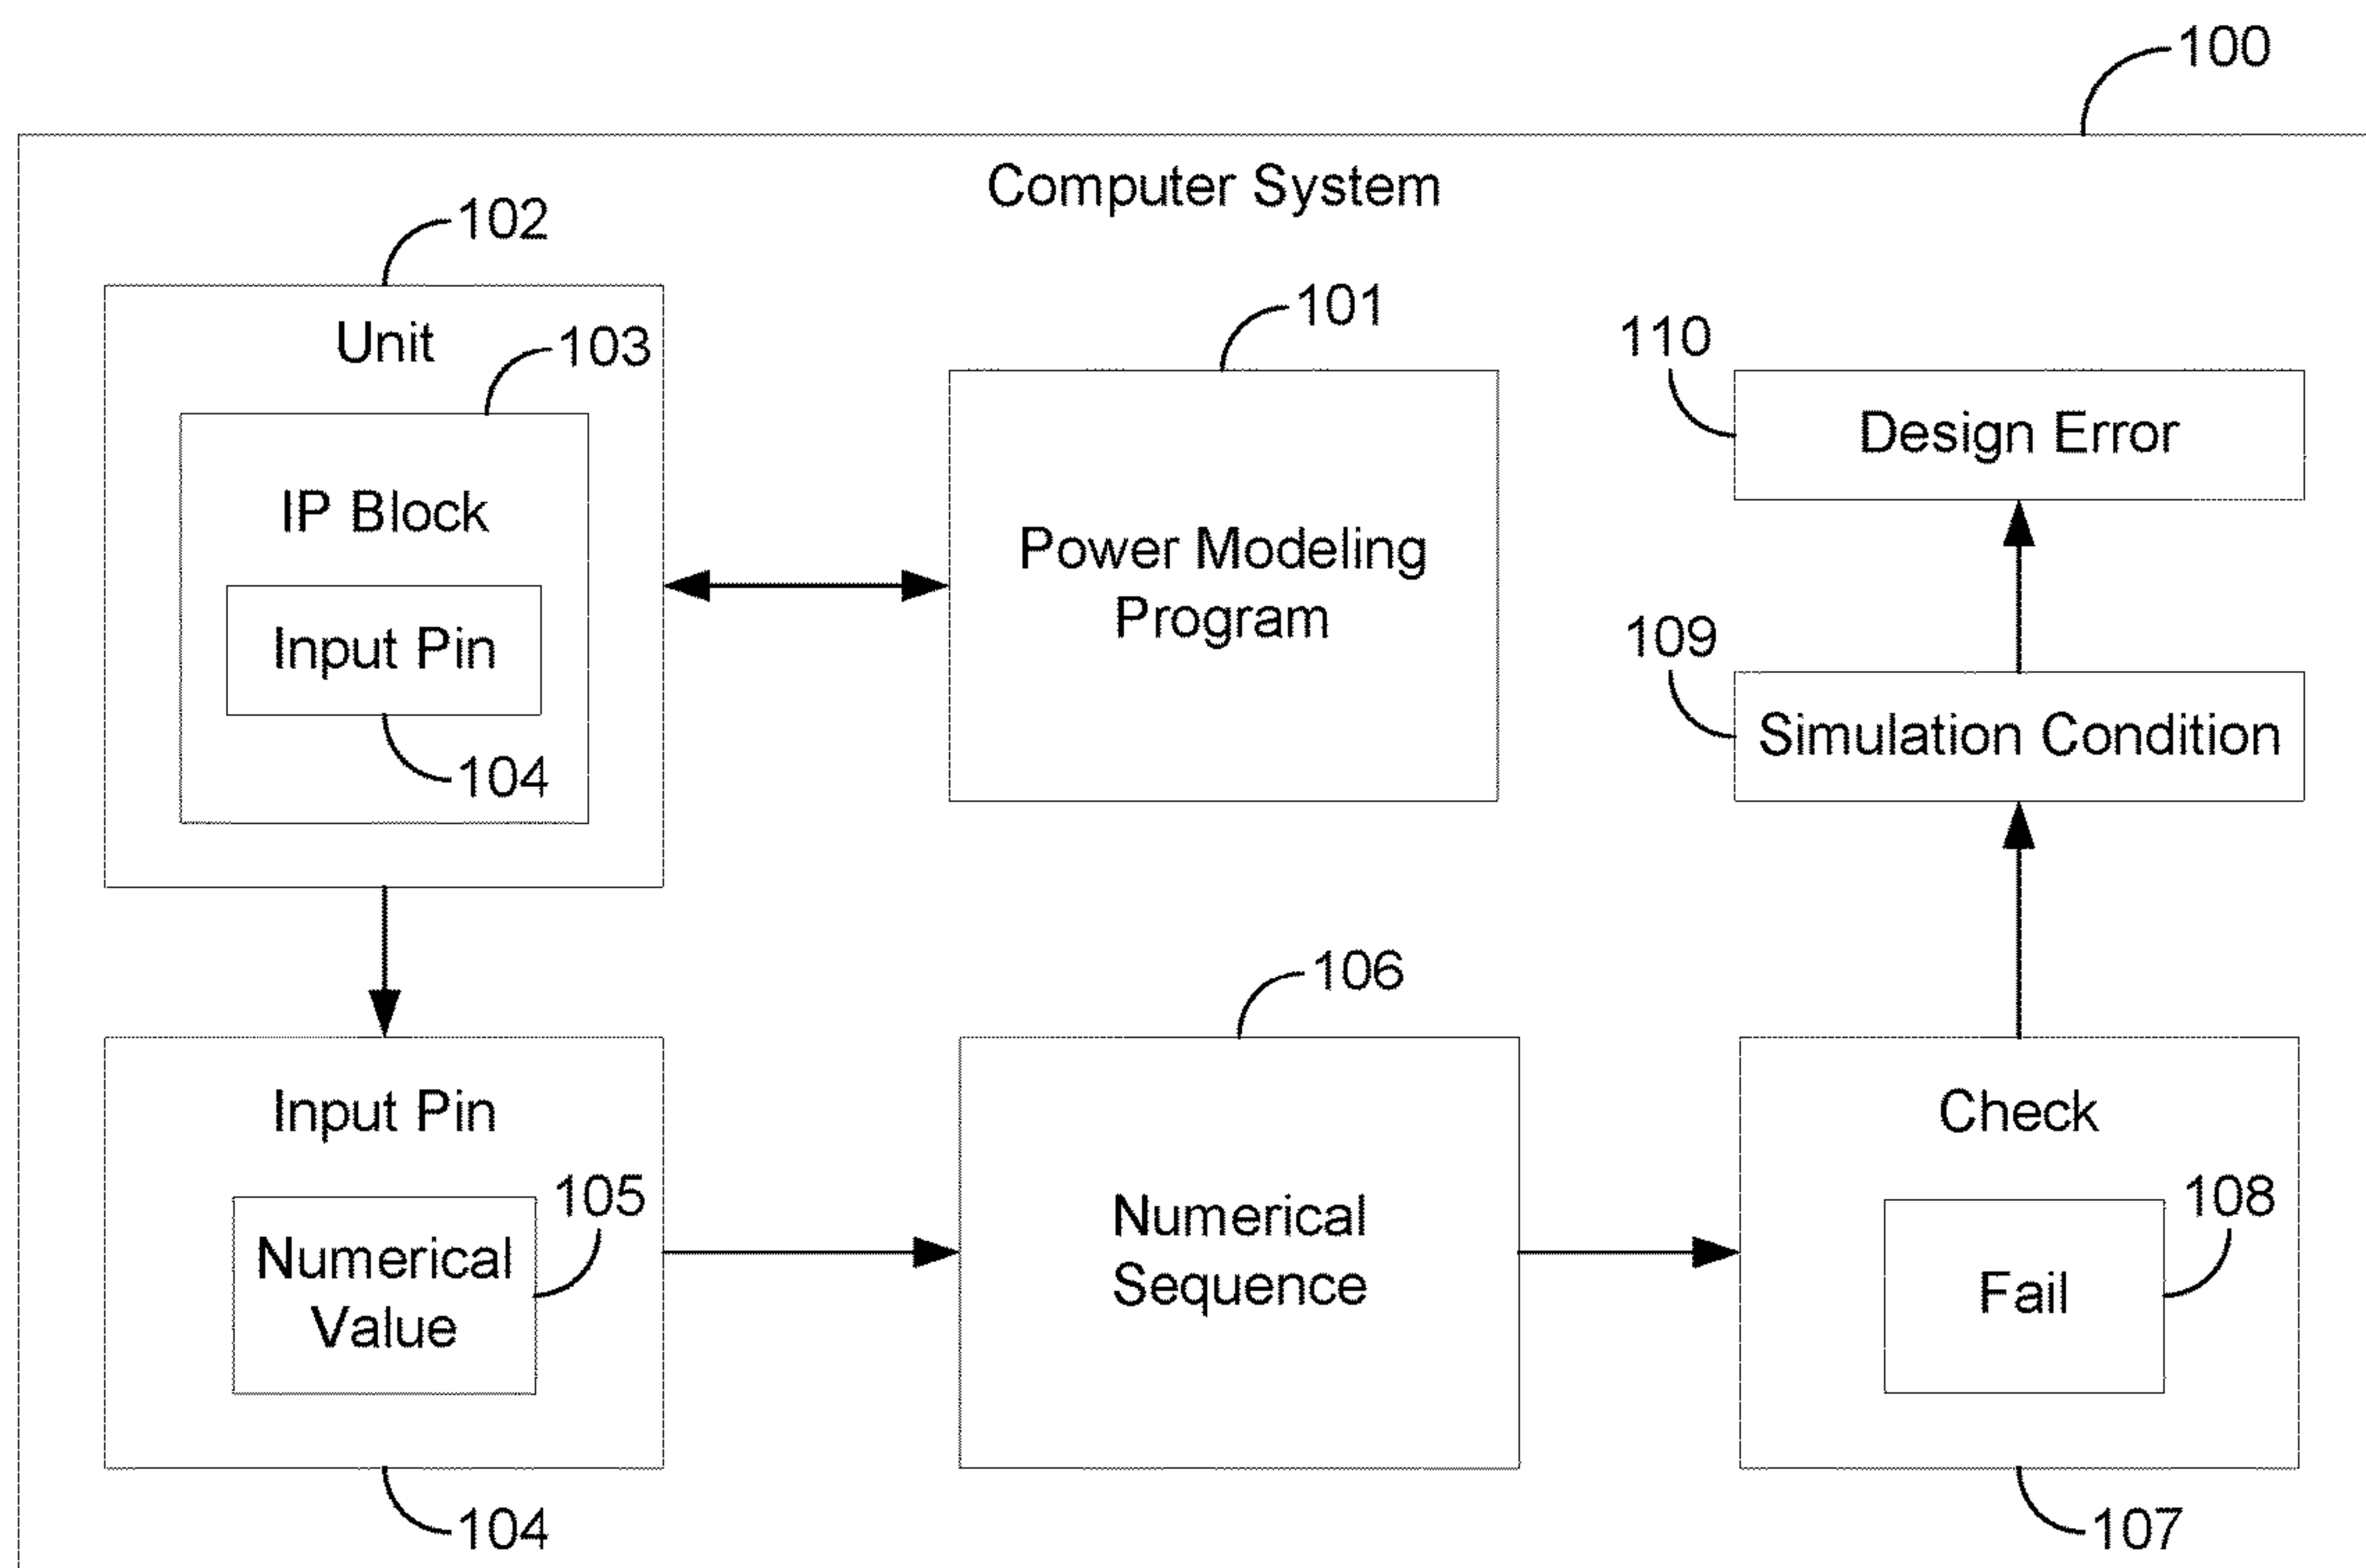 100
Computer System
102
Unit
103
IP Block
Input Pin
104
101
Power Modeling
Program
110
Design Error
109
Simulation Condition
Input Pin
105
Numerical
Value
104
106
Numerical
Sequence
Check
108
Fail
107